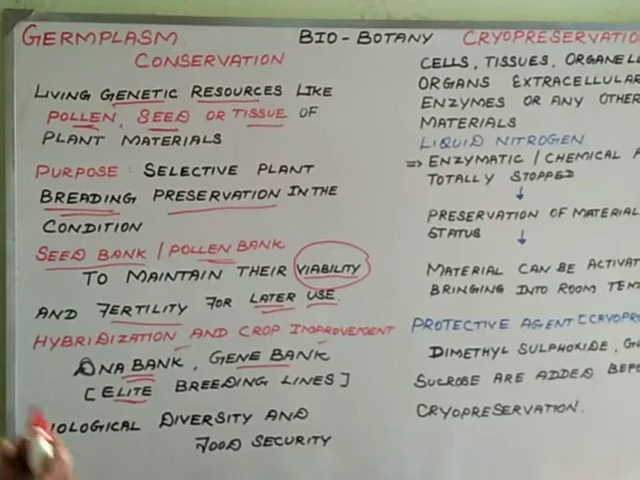 GERMPLASM
CONSERVATION
LIVING GENETIC RESOURCES LIKE
POLLEN, SEED OR TISSUE OF
PLANT MATERIALS
PURPOSE: SELECTIVE PLANT
BREADING PRESERVATION IN THE
CONDITION
SEED BANK / POLLEN BANK
TO MAINTAIN THEIR VIABILITY
AND FERTILITY FOR LATER USE
HYBRIDIZATION AND CROP IMPROVEMENT
DNA BANK, GENE BANK
[ELITE BREEDING LINES]
IOLOGICAL DIVERSITY AND
FOOD SECURITY
BIO-BOTANY
CRYOPRESERVATIO
CELLS, TISSUES, ORGANELL
ORGANS EXTRACELLULAR
ENZYMES OR ANY OTHER
MATERIALS
LIQUID NITROGEN
⇒ ENZYMATIC / CHEMICAL A
TOTALLY STOPPED
↓
PRESERVATION OF MATERIAL
STATUS
↓
MATERIAL CAN BE ACTIVAT
BRINGING INTO ROOM TEM
PROTECTIVE AGENT [CRYOPR
DIMETHYL SULPHOXIDE, G
SUCROSE ARE ADDED BEFO
CRYOPRESERVATION.